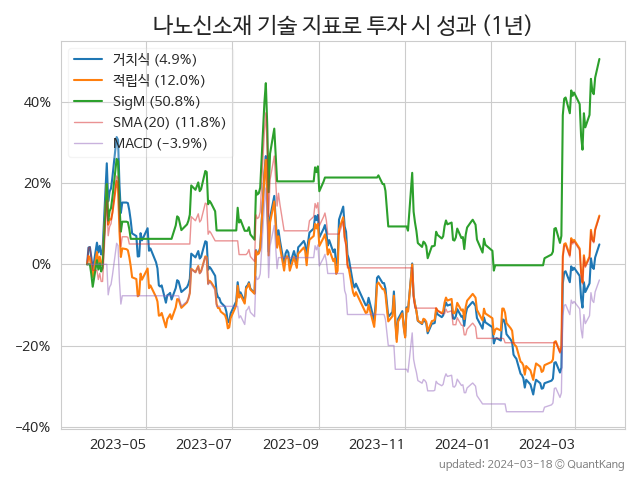 나노신소재 기술 지표로 투자 시 성과 (1년)
거치식 (4.9%)
적립식 (12.0%)
SigM (50.8%)
SMA(20) (11.8%)
MACD (−3.9%)
40%
20%
0%
−20%
−40%
2023-05 2023-07 2023-09 2023-11 2024-01 2024-03
updated: 2024-03-18 ⓒ QuantKang